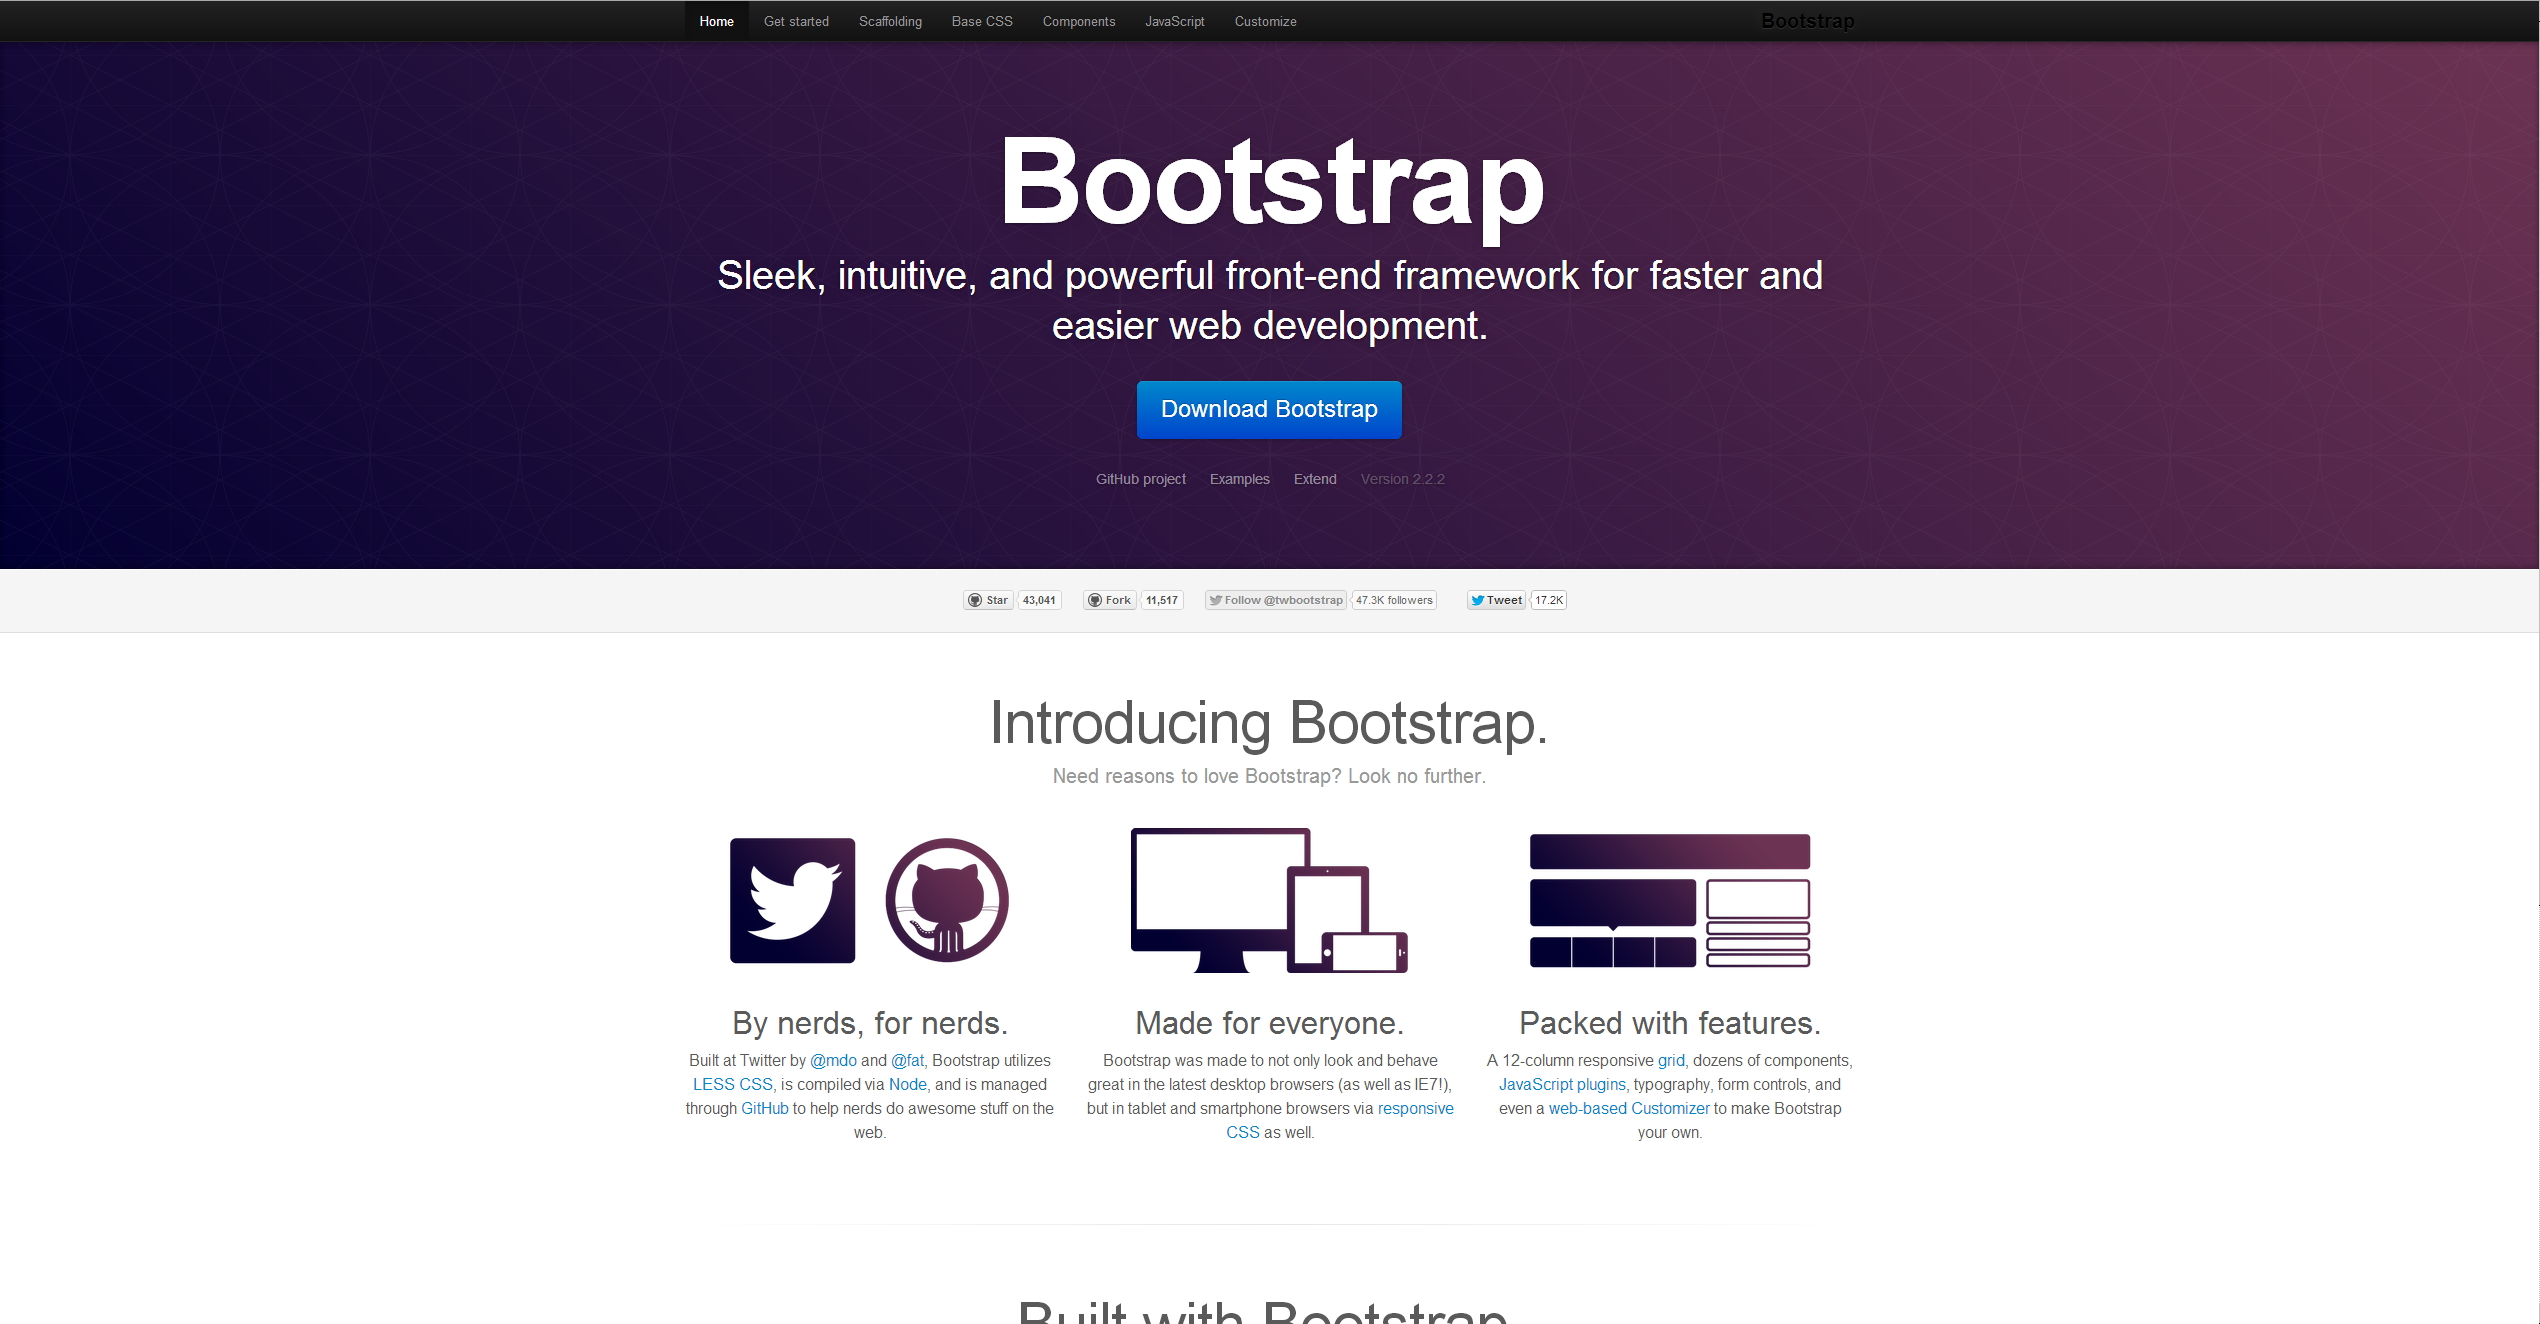 Home Get started Scaffolding Base CSS Components JavaScript Customize Bootstrap
Bootstrap
Sleek, intuitive, and powerful front-end framework for faster and
easier web development.
Download Bootstrap
GitHub project Examples Extend Version 2.2.2
Star 43,041 Fork 11,517 Follow @twbootstrap 47.3K followers Tweet 17.2K
Introducing Bootstrap.
Need reasons to love Bootstrap? Look no further.
By nerds, for nerds.
Built at Twitter by @mdo and @fat, Bootstrap utilizes
LESS CSS, is compiled via Node, and is managed
through GitHub to help nerds do awesome stuff on the
web.
Made for everyone.
Bootstrap was made to not only look and behave
great in the latest desktop browsers (as well as IE7!),
but in tablet and smartphone browsers via responsive
CSS as well.
Packed with features.
A 12-column responsive grid, dozens of components,
JavaScript plugins, typography, form controls, and
even a web-based Customizer to make Bootstrap
your own.
Built with Bootstrap